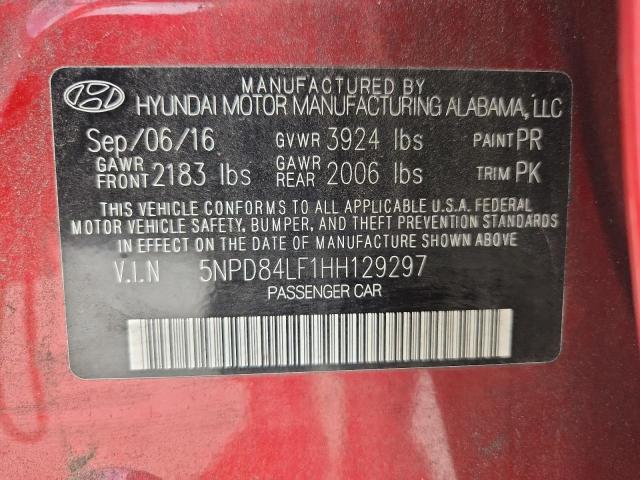 MANUFACTURED BY
HYUNDAI MOTOR MANUFACTURING ALABAMA, LLC
Sep/06/16 GVWR 3924 lbs PAINT PR
GAWR FRONT 2183 lbs GAWR REAR 2006 lbs TRIM PK
THIS VEHICLE CONFORMS TO ALL APPLICABLE U.S.A. FEDERAL
MOTOR VEHICLE SAFETY, BUMPER, AND THEFT PREVENTION STANDARDS
IN EFFECT ON THE DATE OF MANUFACTURE SHOWN ABOVE.
V.I.N 5NPD84LF1HH129297
PASSENGER CAR